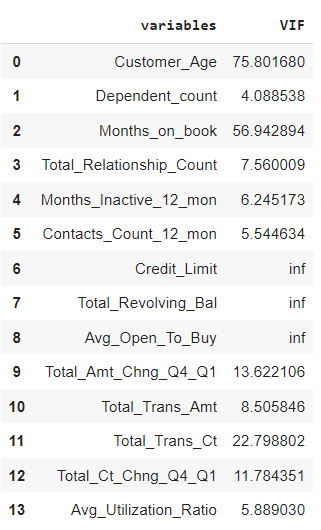 variables VIF
0 Customer_Age 75.801680
1 Dependent_count 4.088538
2 Months_on_book 56.942894
3 Total_Relationship_Count 7.560009
4 Months_Inactive_12_mon 6.245173
5 Contacts_Count_12_mon 5.544634
6 Credit_Limit inf
7 Total_Revolving_Bal inf
8 Avg_Open_To_Buy inf
9 Total_Amt_Chng_Q4_Q1 13.622106
10 Total_Trans_Amt 8.505846
11 Total_Trans_Ct 22.798802
12 Total_Ct_Chng_Q4_Q1 11.784351
13 Avg_Utilization_Ratio 5.889030